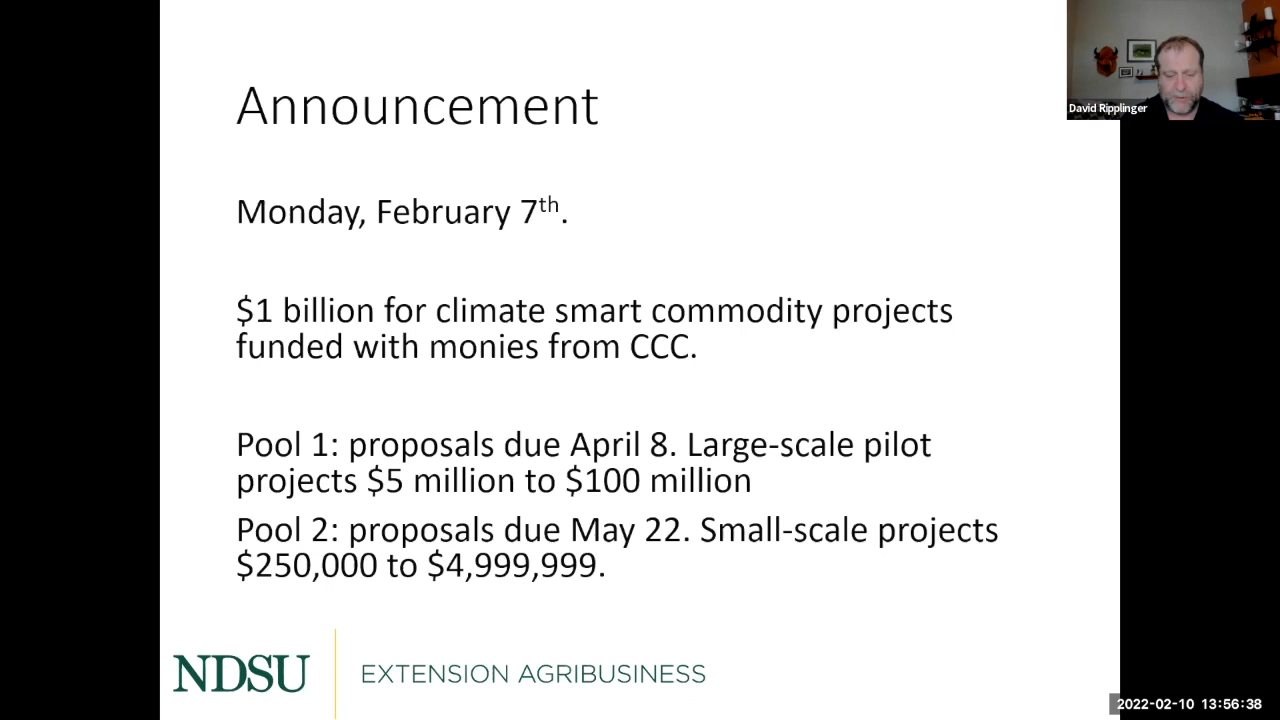 Announcement
David Ripplinger
Monday, February 7th.
$1 billion for climate smart commodity projects
funded with monies from CCC.
Pool 1: proposals due April 8. Large-scale pilot
projects $5 million to $100 million
Pool 2: proposals due May 22. Small-scale projects
$250,000 to $4,999,999.
NDSU
EXTENSION AGRIBUSINESS
2022-02-10 13:56:38